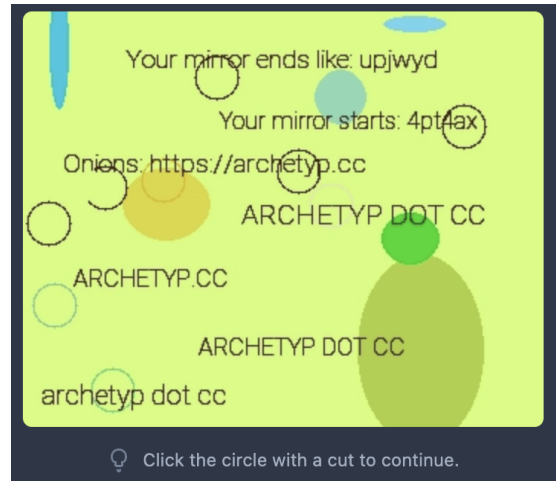 Your mirror ends like: upjwyd
Your mirror starts: 4pt4ax
Onions: https://archetyp.cc
ARCHETYP DOT CC
ARCHETYP.CC
ARCHETYP DOT CC
archetyp dot cc
Click the circle with a cut to continue.